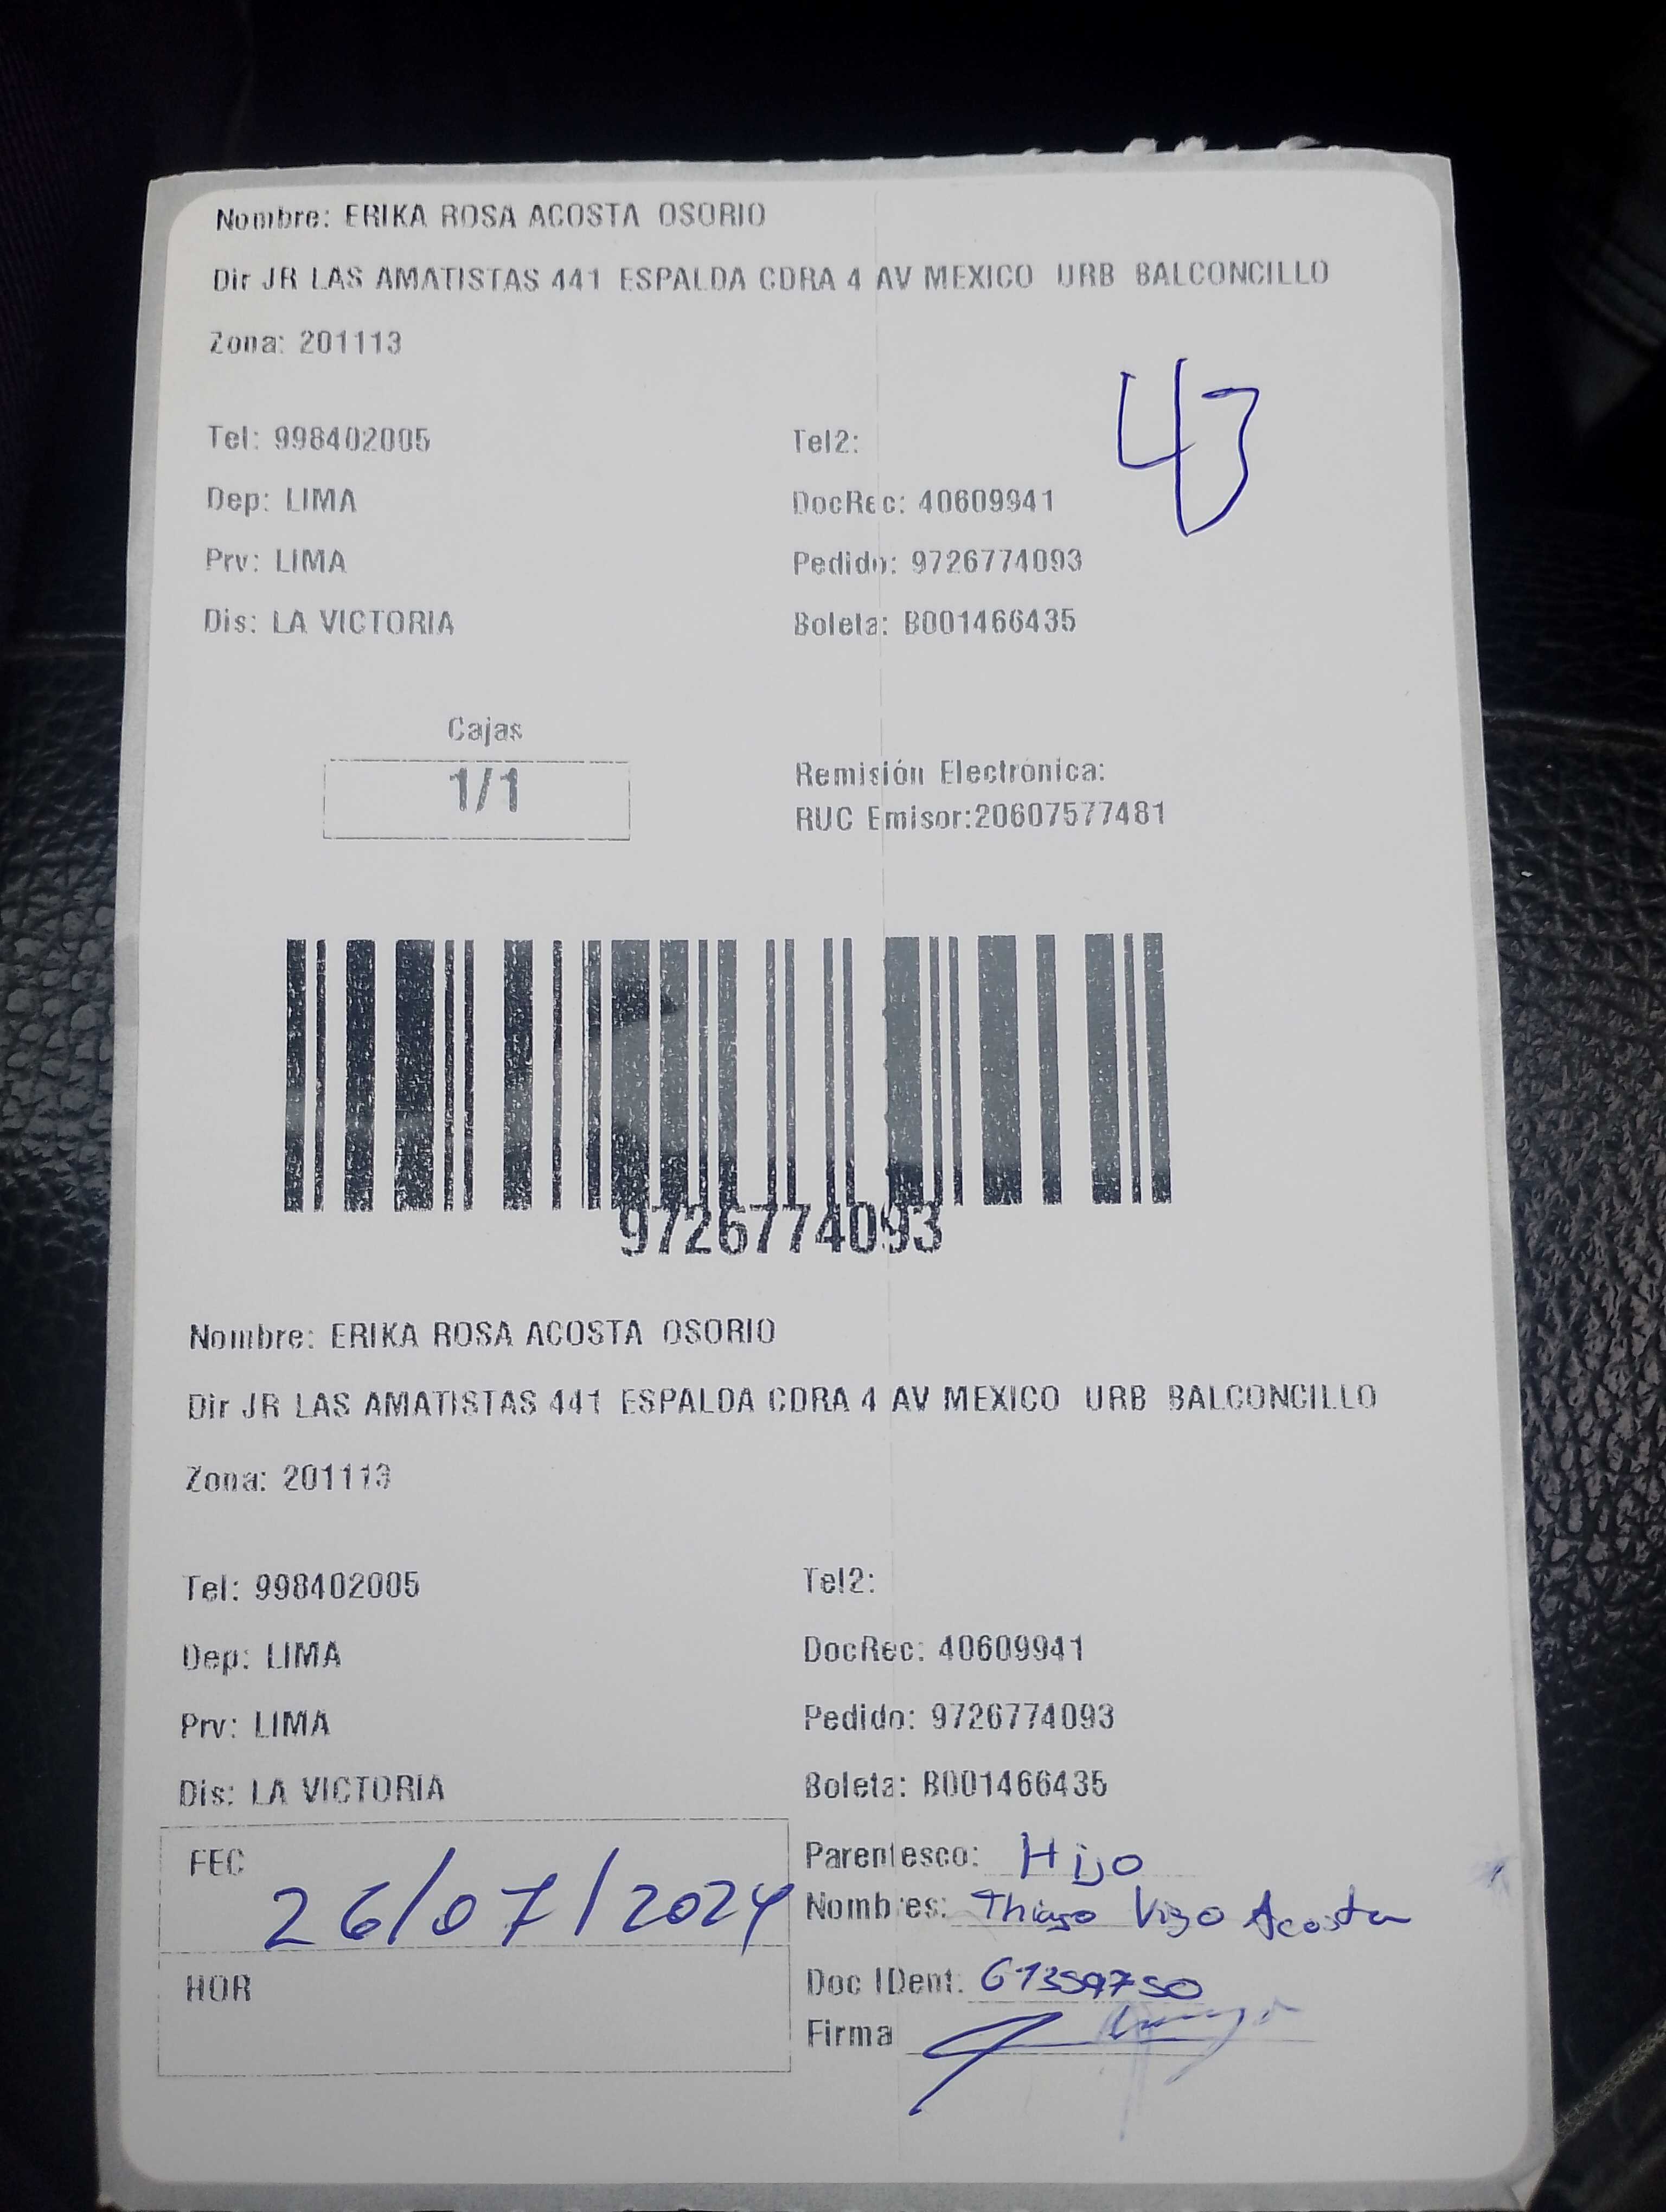 Nombre: ERIKA ROSA ACOSTA OSORIO
Dir JR LAS AMATISTAS 441 ESPALDA CDRA 4 AV MEXICO URB BALCONCILLO
Zona: 201113
43
Tel: 998402005 Tel2:
Dep: LIMA DocRec: 40609941
Prv: LIMA Pedido: 9726774093
Dis: LA VICTORIA Boleta: B001466435
Cajas
1/1
Remisión Electrónica:
RUC Emisor:20607577481
9726774093
Nombre: ERIKA ROSA ACOSTA OSORIO
Dir JR LAS AMATISTAS 441 ESPALDA CDRA 4 AV MEXICO URB BALCONCILLO
Zona: 201113
Tel: 998402005 Tel2:
Dep: LIMA DocRec: 40609941
Prv: LIMA Pedido: 9726774093
Dis: LA VICTORIA Boleta: B001466435
FEC 26/07/2024
HOR
Parentesco: Hijo
Nombres: Thiago Vizo Acosta
Doc IDent. 61359750
Firma